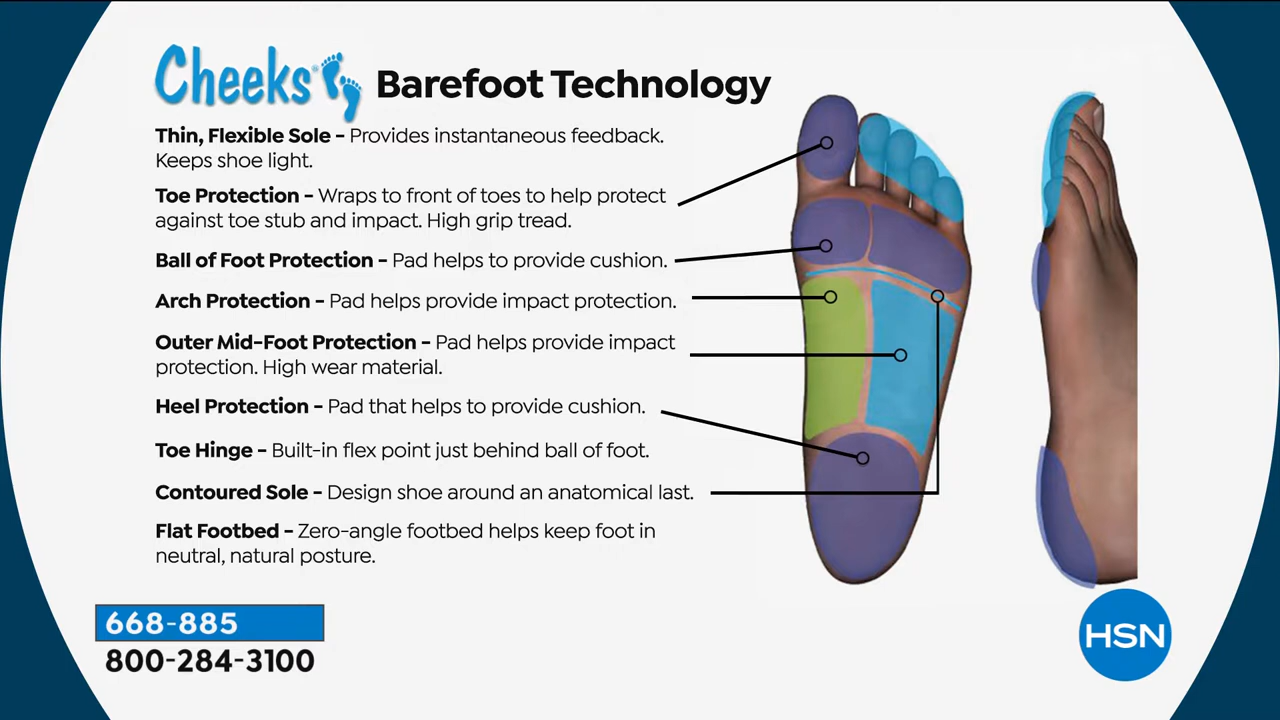 Cheeks® Barefoot Technology
Thin, Flexible Sole – Provides instantaneous feedback.
Keeps shoe light.
Toe Protection – Wraps to front of toes to help protect
against toe stub and impact. High grip tread.
Ball of Foot Protection – Pad helps to provide cushion.
Arch Protection – Pad helps provide impact protection.
Outer Mid-Foot Protection – Pad helps provide impact
protection. High wear material.
Heel Protection – Pad that helps to provide cushion.
Toe Hinge – Built-in flex point just behind ball of foot.
Contoured Sole – Design shoe around an anatomical last.
Flat Footbed – Zero-angle footbed helps keep foot in
neutral, natural posture.
668-885
800-284-3100
HSN